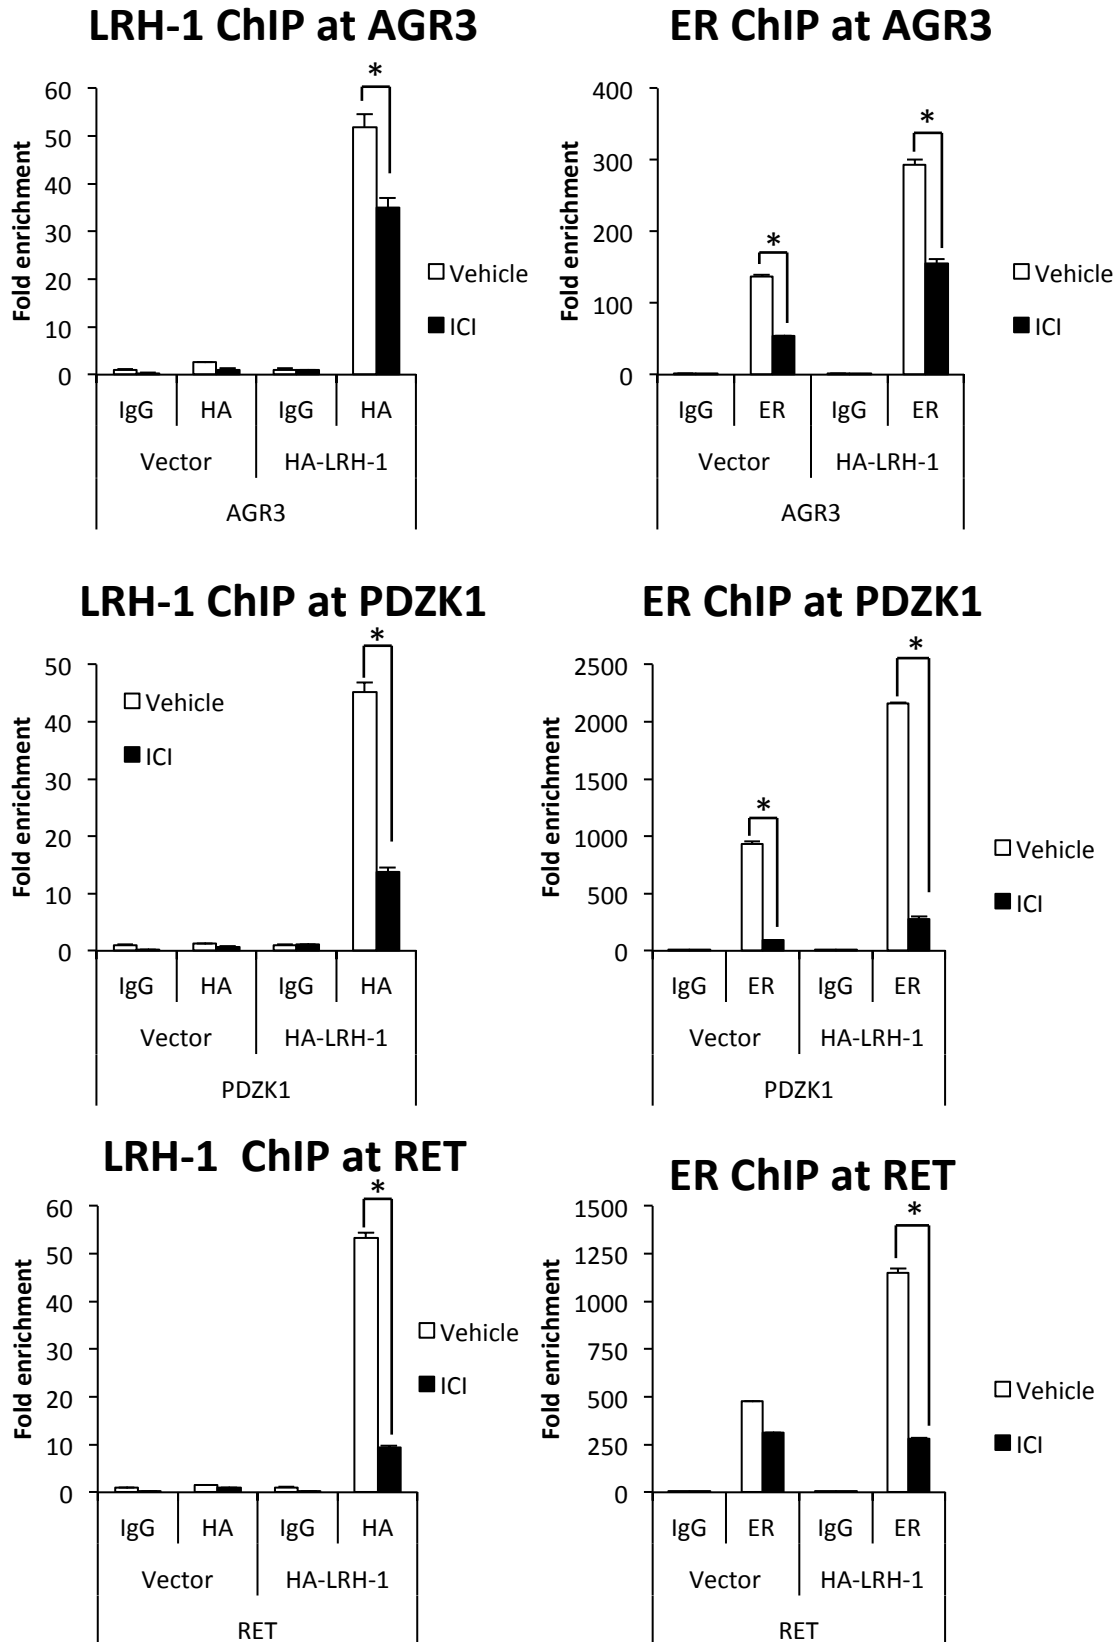 LRH-1 ChIP at AGR3
Fold enrichment
60
50
40
30
20
10
0
*
Vehicle
ICI
IgG HA IgG HA
Vector HA-LRH-1
AGR3
ER ChIP at AGR3
Fold enrichment
400
300
200
100
0
*
*
Vehicle
ICI
IgG ER IgG ER
Vector HA-LRH-1
AGR3
LRH-1 ChIP at PDZK1
Fold enrichment
50
40
30
20
10
0
*
Vehicle
ICI
IgG HA IgG HA
Vector HA-LRH-1
PDZK1
ER ChIP at PDZK1
Fold enrichment
2500
2000
1500
1000
500
0
*
*
Vehicle
ICI
IgG ER IgG ER
Vector HA-LRH-1
PDZK1
LRH-1 ChIP at RET
Fold enrichment
60
50
40
30
20
10
0
*
Vehicle
ICI
IgG HA IgG HA
Vector HA-LRH-1
RET
ER ChIP at RET
Fold enrichment
1500
1250
1000
750
500
250
0
*
Vehicle
ICI
IgG ER IgG ER
Vector HA-LRH-1
RET